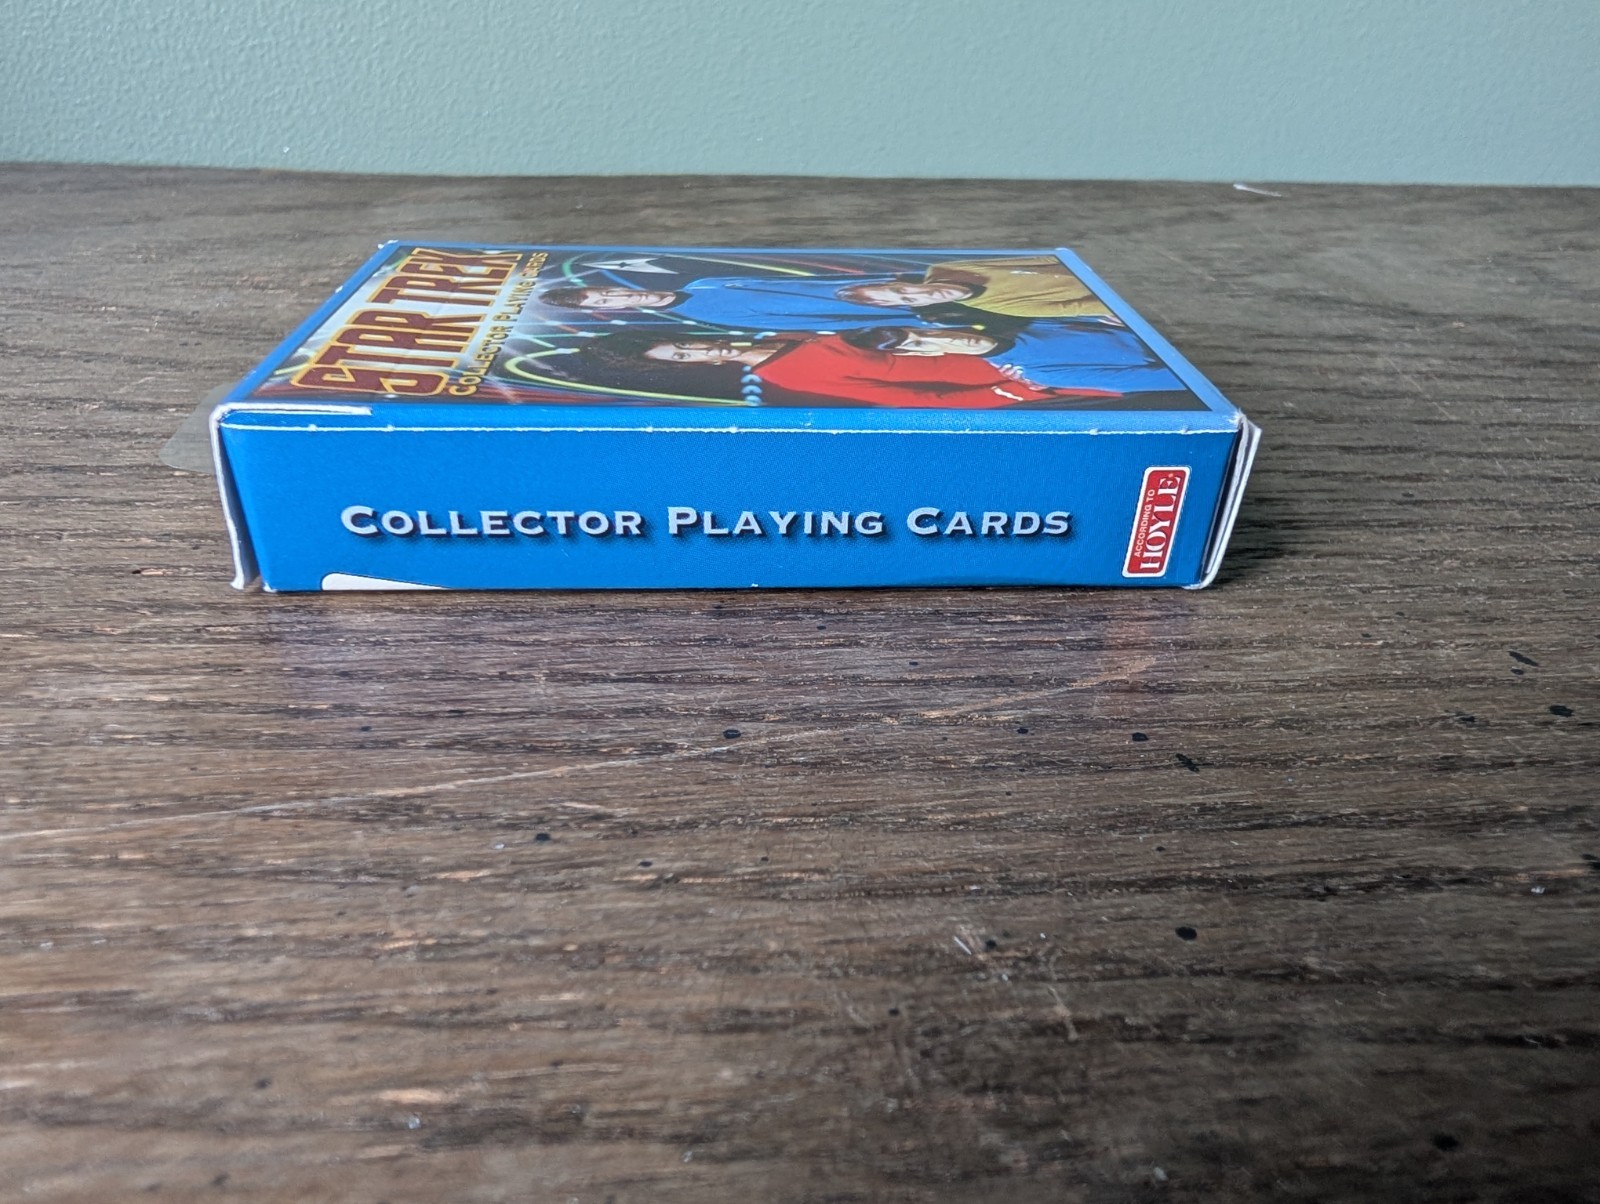 STAR TREK
COLLECTOR PLAYING CARDS
COLLECTOR PLAYING CARDS
ACCORDING TO
HOYLE